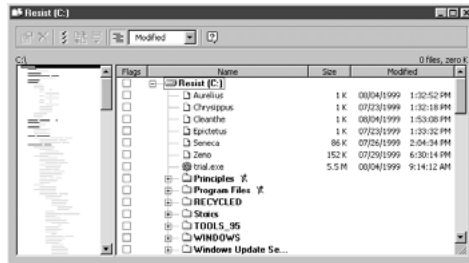 Resist (C:)
Modified
C:\ 0 files, zero K
Flags Name Size Modified
Resist (C:)
Aurelius 1 K 08/04/1999 1:32:52 PM
Chrysippus 1 K 07/23/1999 1:32:18 PM
Cleanthe 1 K 08/04/1999 1:53:08 PM
Epictetus 1 K 07/23/1999 1:33:32 PM
Seneca 86 K 07/26/1999 2:04:34 PM
Zeno 152 K 07/29/1999 6:30:14 PM
trial.exe 5.5 M 08/04/1999 9:14:12 AM
Principles
Program Files
RECYCLED
Stoics
TOOLS_95
WINDOWS
Windows Update Se...